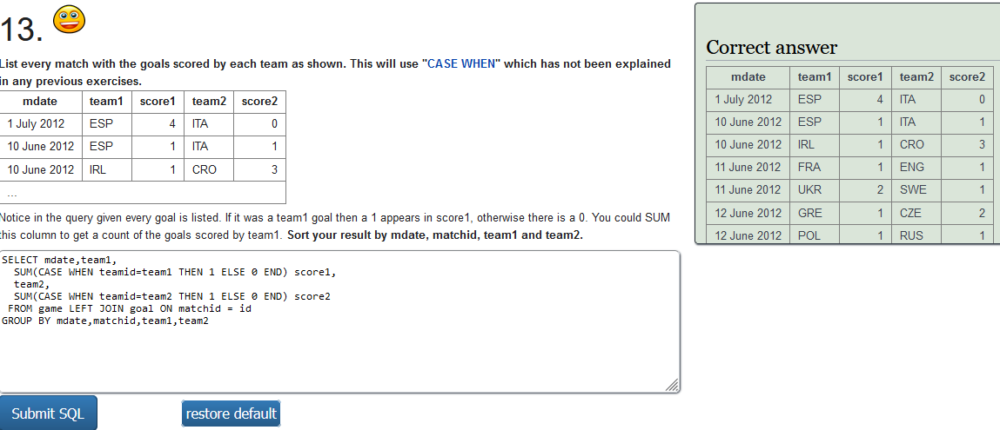 13.
List every match with the goals scored by each team as shown. This will use "CASE WHEN" which has not been explained
in any previous exercises.
mdate team1 score1 team2 score2
1 July 2012 ESP 4 ITA 0
10 June 2012 ESP 1 ITA 1
10 June 2012 IRL 1 CRO 3
...
Notice in the query given every goal is listed. If it was a team1 goal then a 1 appears in score1, otherwise there is a 0. You could SUM
this column to get a count of the goals scored by team1. Sort your result by mdate, matchid, team1 and team2.
SELECT mdate,team1,
SUM(CASE WHEN teamid=team1 THEN 1 ELSE 0 END) score1,
team2,
SUM(CASE WHEN teamid=team2 THEN 1 ELSE 0 END) score2
FROM game LEFT JOIN goal ON matchid = id
GROUP BY mdate,matchid,team1,team2
Submit SQL restore default
Correct answer
mdate team1 score1 team2 score2
1 July 2012 ESP 4 ITA 0
10 June 2012 ESP 1 ITA 1
10 June 2012 IRL 1 CRO 3
11 June 2012 FRA 1 ENG 1
11 June 2012 UKR 2 SWE 1
12 June 2012 GRE 1 CZE 2
12 June 2012 POL 1 RUS 1